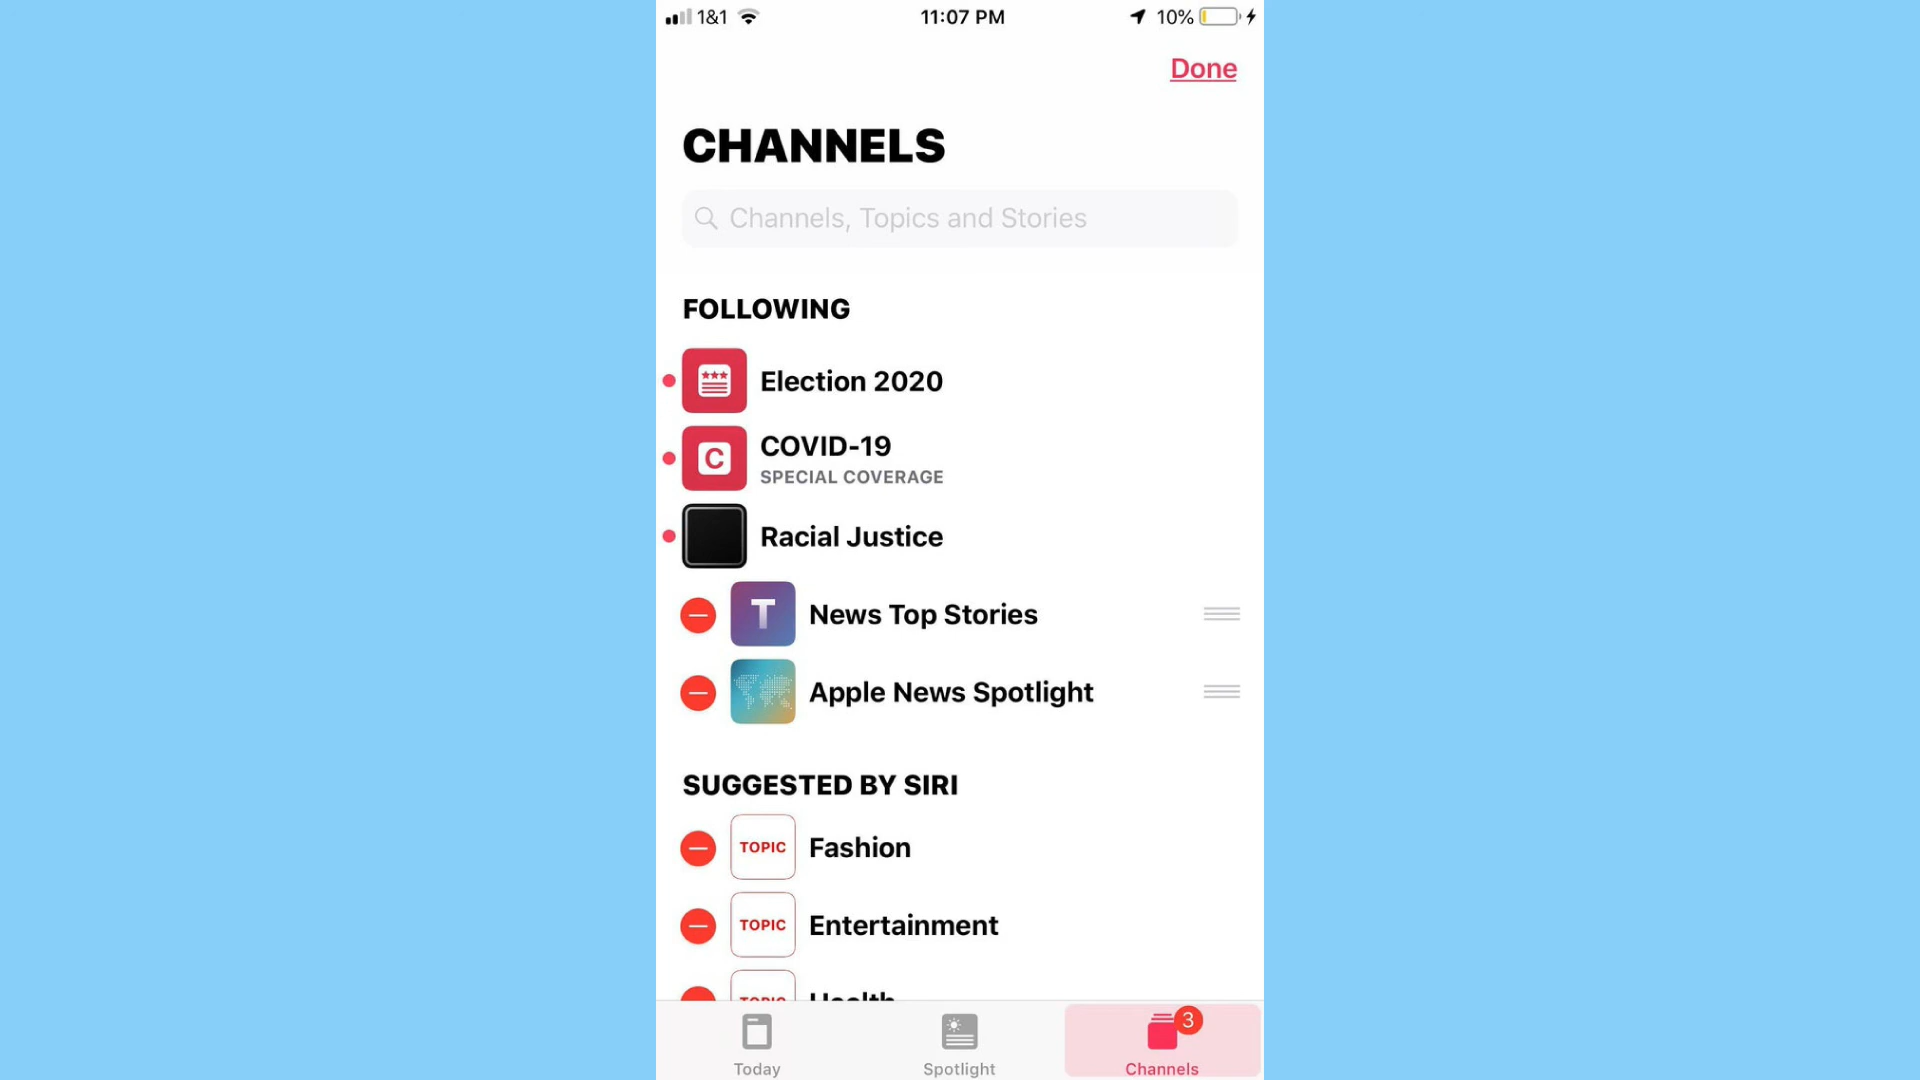 1&1
11:07 PM
10%
Done
CHANNELS
Channels, Topics and Stories
FOLLOWING
Election 2020
C
COVID-19
SPECIAL COVERAGE
Racial Justice
T
News Top Stories
Apple News Spotlight
SUGGESTED BY SIRI
TOPIC
Fashion
TOPIC
Entertainment
TOPIC
Health
3
Today
Spotlight
Channels